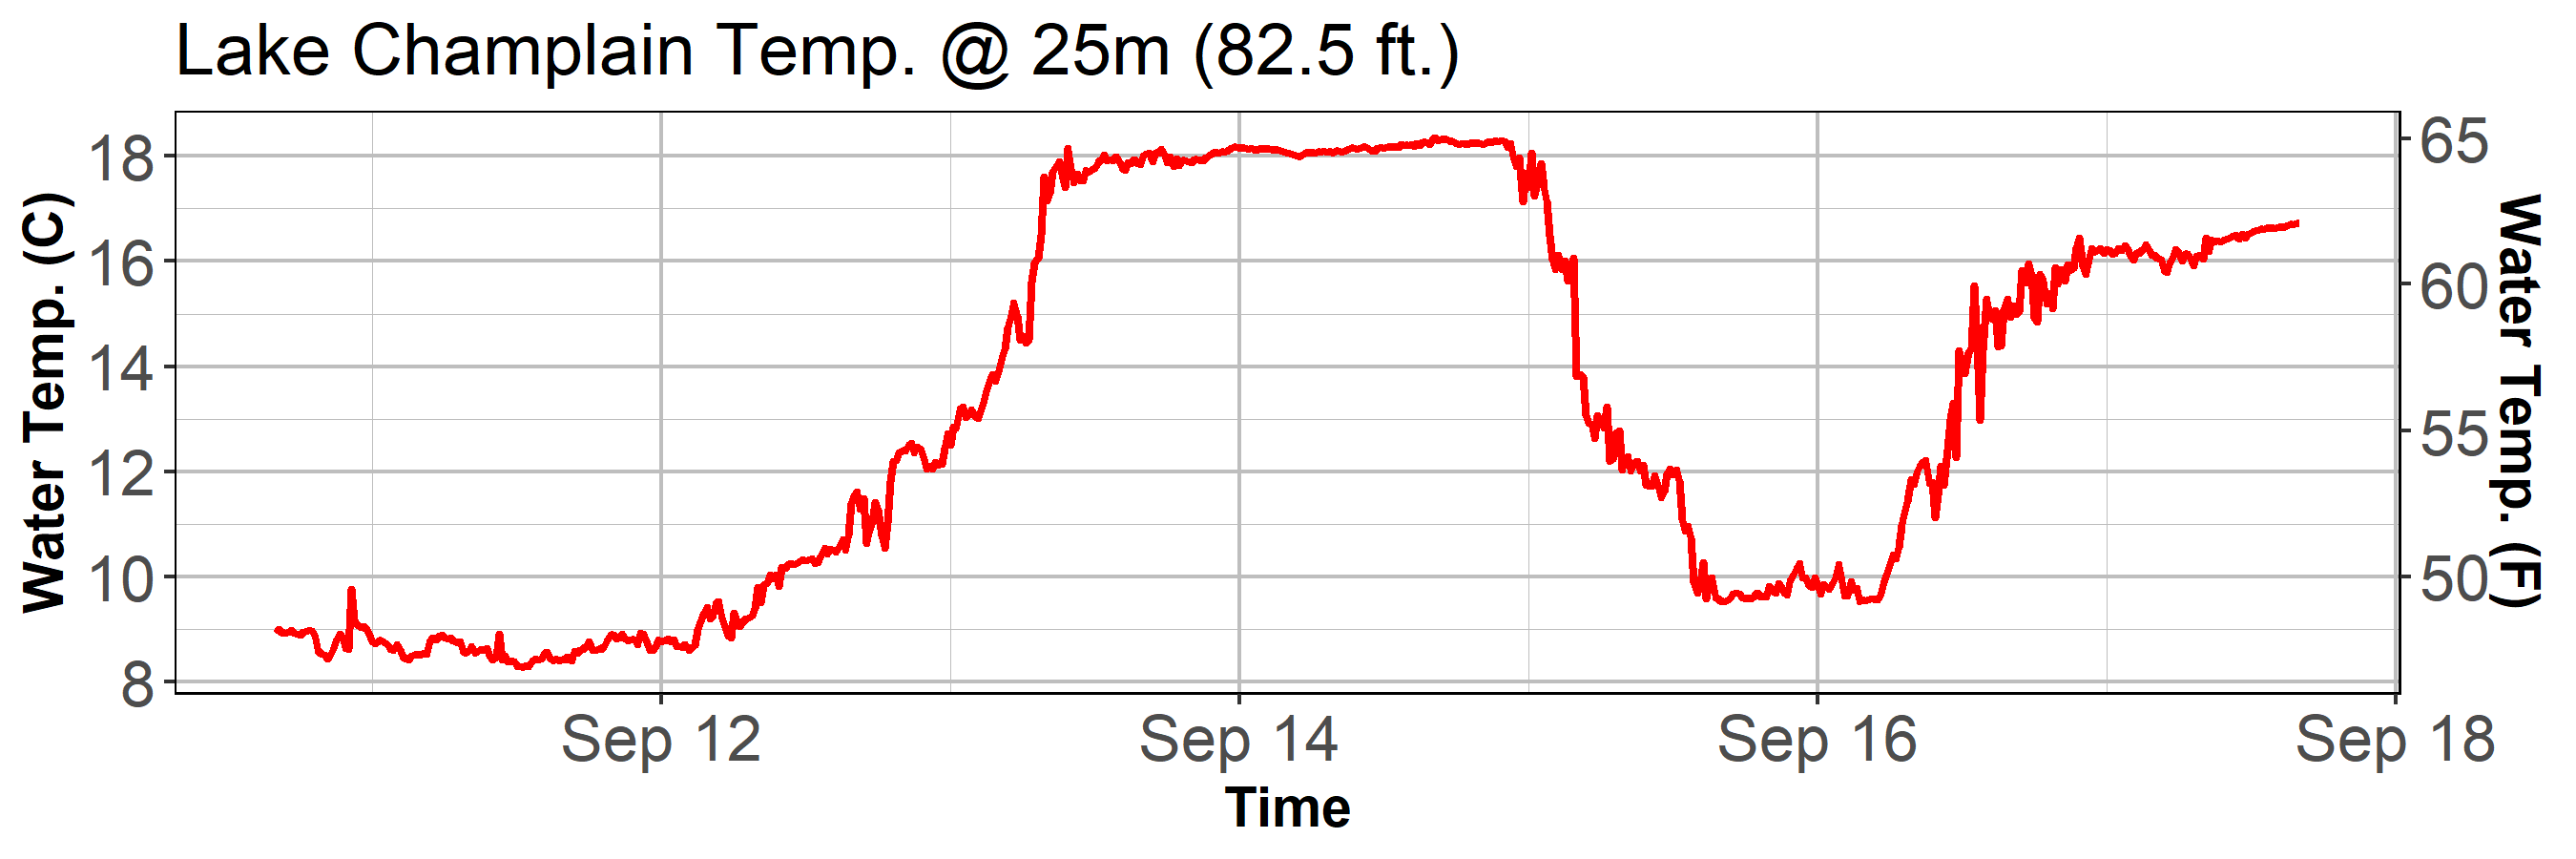 Lake Champlain Temp. @ 25m (82.5 ft.)
Water Temp. (C)
18
16
14
12
10
8
65
60
55
50
Water Temp. (F)
Sep 12 Sep 14 Sep 16 Sep 18
Time